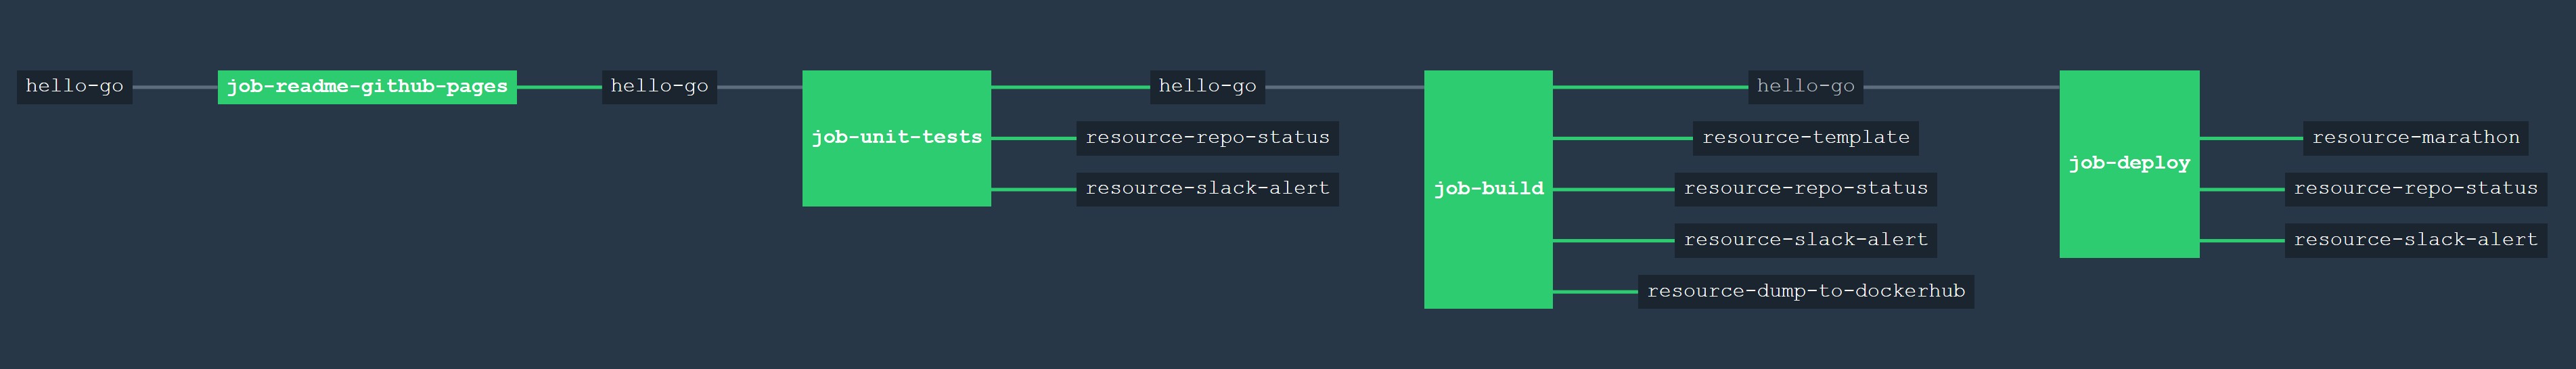 hello-go
job-readme-github-pages
hello-go
job-unit-tests
hello-go
resource-repo-status
resource-slack-alert
job-build
hello-go
resource-template
resource-repo-status
resource-slack-alert
resource-dump-to-dockerhub
job-deploy
resource-marathon
resource-repo-status
resource-slack-alert